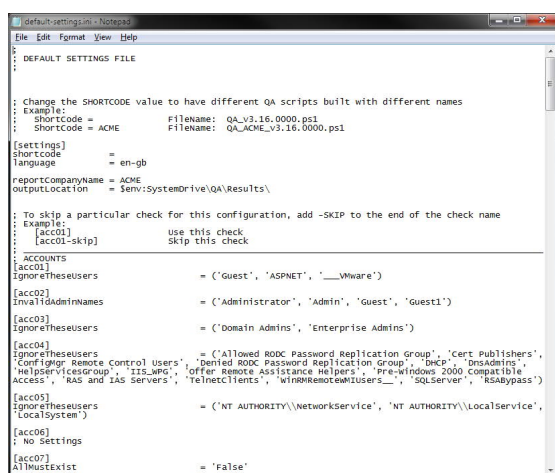 default-settings.ini - Notepad
File Edit Format View Help
;
; DEFAULT SETTINGS FILE
;
;
;
; Change the SHORTCODE value to have different QA scripts built with different names
; Example:
;   ShortCode =              FileName:  QA_v3.16.0000.ps1
;   ShortCode = ACME         FileName:  QA_ACME_v3.16.0000.ps1

[settings]
shortcode         =
language          = en-gb

reportCompanyName = ACME
outputLocation    = $env:SystemDrive\QA\Results\

; To skip a particular check for this configuration, add -SKIP to the end of the check name
; Example:
;   [acc01]                  Use this check
;   [acc01-skip]             Skip this check
;
; ACCOUNTS
[acc01]
IgnoreTheseUsers                  = ('Guest', 'ASPNET', '___VMware')

[acc02]
InvalidAdminNames                 = ('Administrator', 'Admin', 'Guest', 'Guest1')

[acc03]
IgnoreTheseUsers                  = ('Domain Admins', 'Enterprise Admins')

[acc04]
IgnoreTheseUsers                  = ('Allowed RODC Password Replication Group', 'Cert Publishers',
'ConfigMgr Remote Control Users', 'Denied RODC Password Replication Group', 'DHCP', 'DnsAdmins',
'HelpServicesGroup', 'IIS_WPG', 'Offer Remote Assistance Helpers', 'Pre-Windows 2000 Compatible
Access', 'RAS and IAS Servers', 'TelnetClients', 'WinRMRemoteWMIUsers__', 'SQLServer', 'RSABypass')

[acc05]
IgnoreTheseUsers                  = ('NT AUTHORITY\\NetworkService', 'NT AUTHORITY\\LocalService',
'LocalSystem')

[acc06]
; No Settings

[acc07]
AllMustExist                      = 'False'